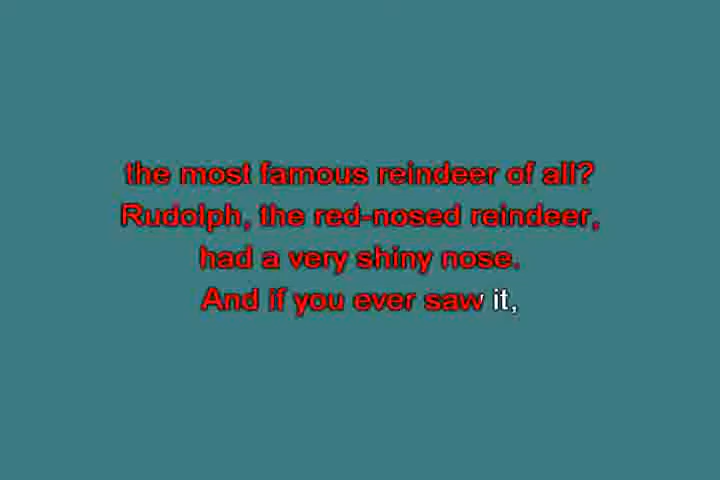 the most famous reindeer of all?
Rudolph, the red-nosed reindeer,
had a very shiny nose.
And if you ever saw it,